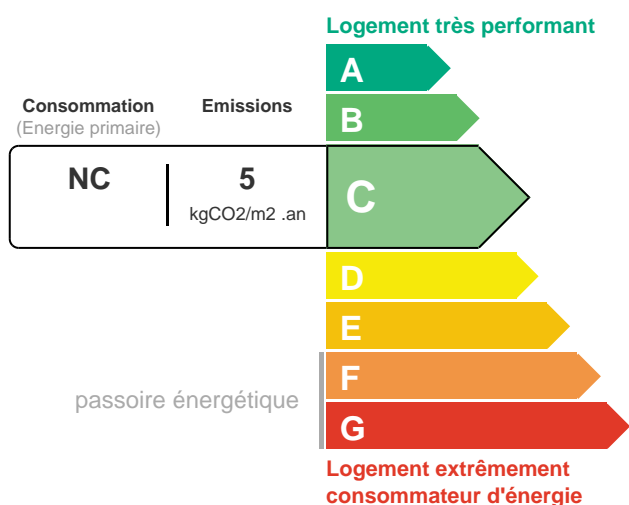 Logement très performant
A
Consommation
Emissions
(Energie primaire)
B
NC
5
kgCO2/m2 .an
C
D
E
passoire énergétique
F
G
Logement extrêmement
consommateur d'énergie